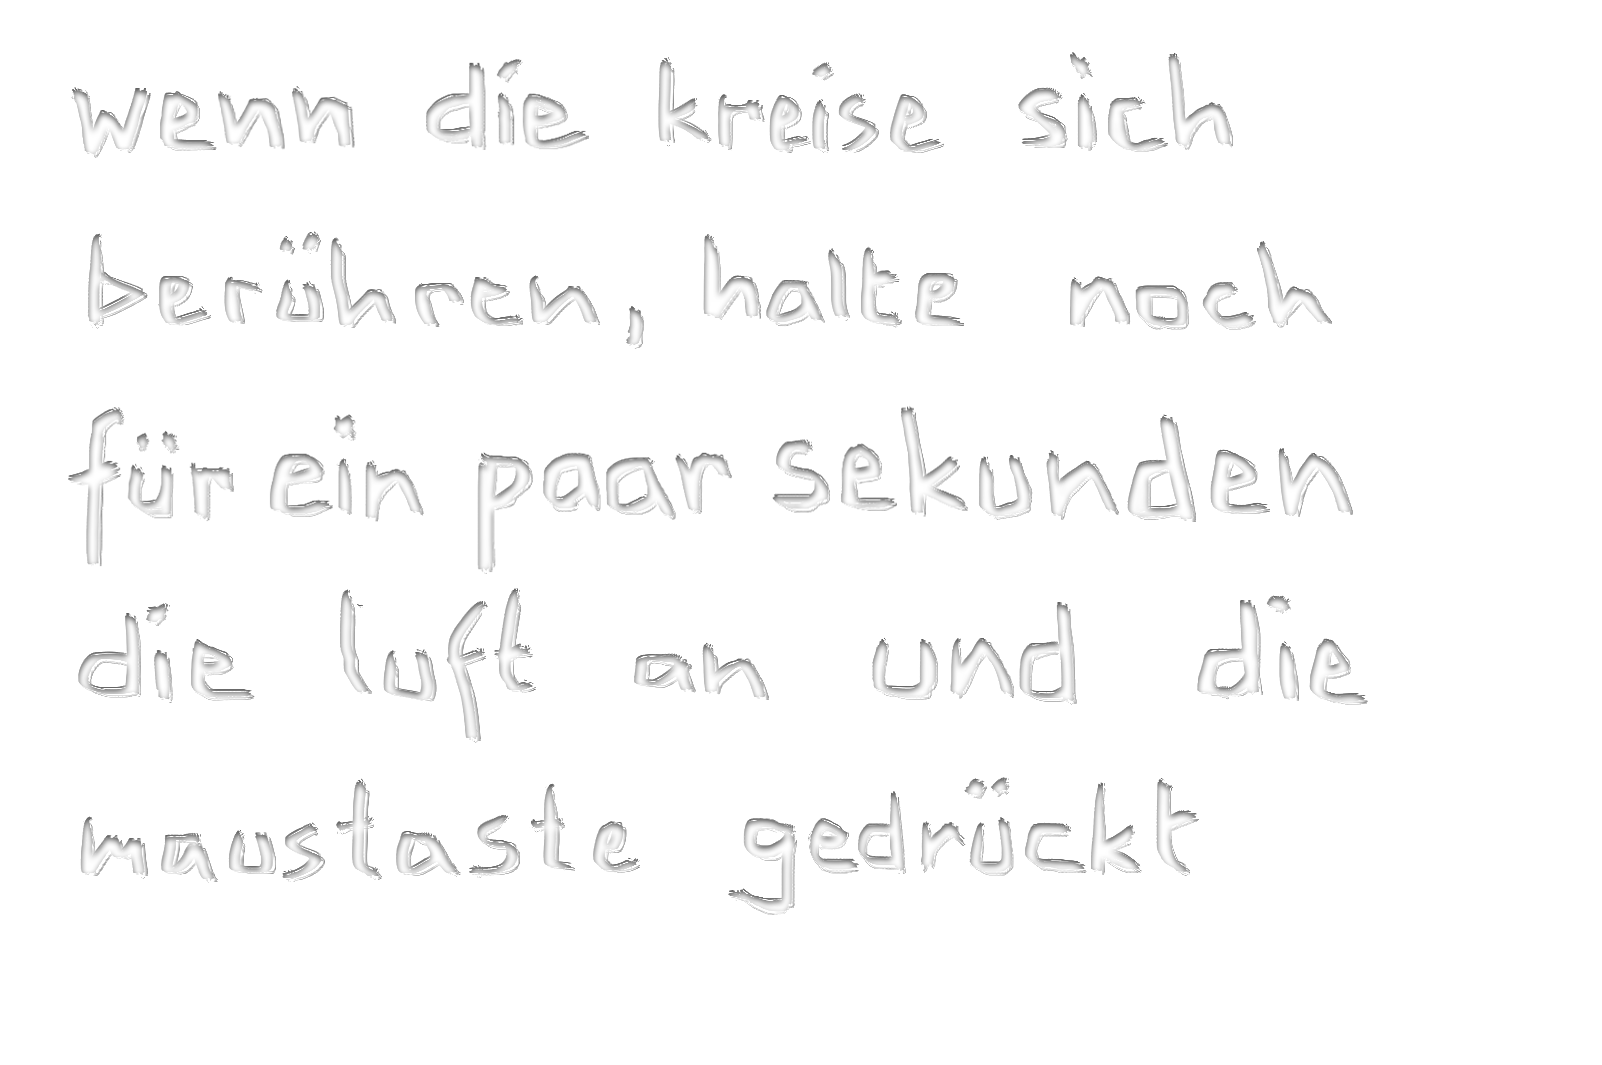 wenn die kreise sich
berühren, halte noch
für ein paar sekunden
die luft an und die
maustaste gedrückt